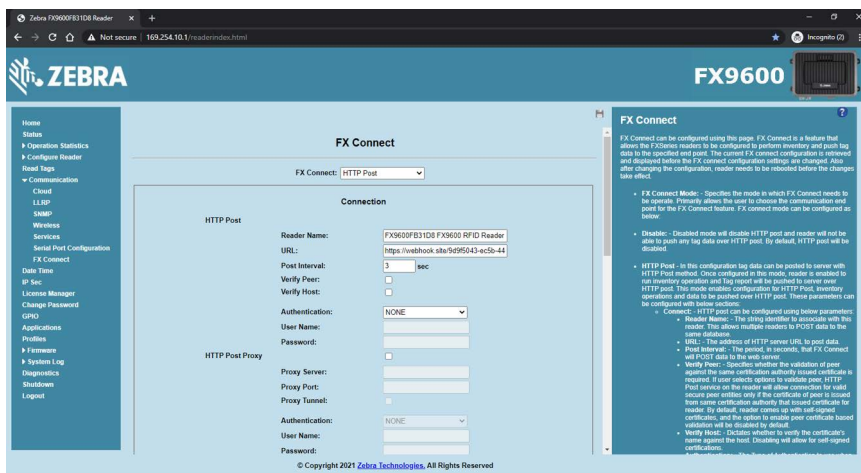 Zebra FX9600FB31D8 Reader
Not secure | 169.254.10.1/readerindex.html
Incognito (2)
ZEBRA
FX9600
Home
Status
Operation Statistics
Configure Reader
Read Tags
Communication
Cloud
LLRP
SNMP
Wireless
Services
Serial Port Configuration
FX Connect
Date Time
IP Sec
License Manager
Change Password
GPIO
Applications
Profiles
Firmware
System Log
Diagnostics
Shutdown
Logout
FX Connect
FX Connect: HTTP Post
Connection
HTTP Post
Reader Name: FX9600FB31D8 FX9600 RFID Reader
URL: https://webhook.site/9d9f5043-ec5b-44
Post Interval: 3 sec
Verify Peer:
Verify Host:
Authentication: NONE
User Name:
Password:
HTTP Post Proxy
Proxy Server:
Proxy Port:
Proxy Tunnel:
Authentication: NONE
User Name:
Password:
FX Connect
FX Connect can be configured using this page. FX Connect is a feature that
allows the FXSeries readers to be configured to perform inventory and push tag
data to the specified end point. The current FX connect configuration is retrieved
and displayed before the FX connect configuration settings are changed. Also
after changing the configuration, reader needs to be rebooted before the changes
take effect.
FX Connect Mode: - Specifies the mode in which FX Connect needs to
be operate. Primarily allows the user to choose the communication end
point for the FX Connect feature. FX connect mode can be configured as
below:
Disable: - Disabled mode will disable HTTP post and reader will not be
able to push any tag data over HTTP post. By default, HTTP post will be
disabled.
HTTP Post - In this configuration tag data can be posted to server with
HTTP Post method. Once configured in this mode, reader is enabled to
run inventory operation and Tag report will be pushed to server over
HTTP post. This mode enables configuration for HTTP Post, inventory
operations and data to be pushed over HTTP post. These parameters can
be configured with below sections:
Connect: - HTTP post can be configured using below parameters
Reader Name: - The string identifier to associate with this
reader. This allows multiple readers to POST data to the
same database.
URL: - The address of HTTP server URL to post data.
Post Interval: - The period, in seconds, that FX Connect
will POST data to the web server.
Verify Peer: - Specifies whether the validation of peer
against the same certification authority issued certificate is
required. If user selects options to validate peer, HTTP
Post service on the reader will allow connection for valid
secure peer entities only if the certificate of peer is issued
from same certification authority that issued certificate for
reader. By default, reader comes up with self-signed
certificates, and the option to enable peer certificate based
validation will be disabled by default.
Verify Host: - Dictates whether to verify the certificate's
name against the host. Disabling will allow for self-signed
certifications.
© Copyright 2021 Zebra Technologies, All Rights Reserved